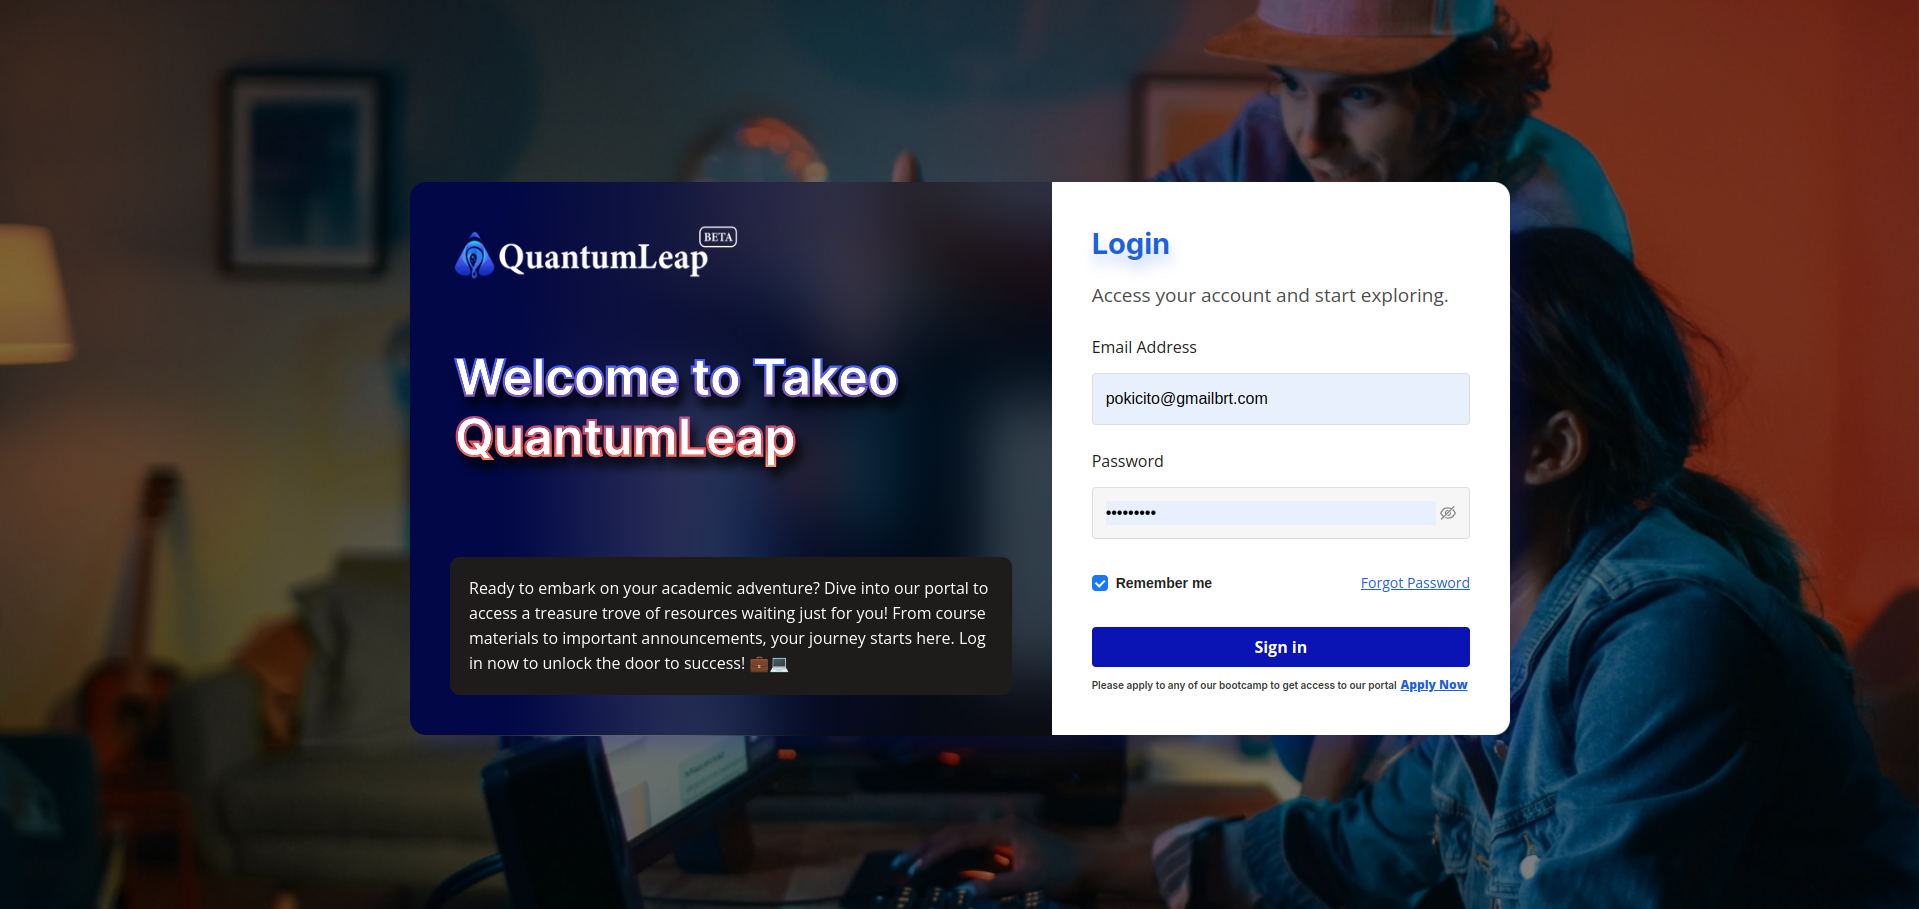 QuantumLeap BETA
Welcome to Takeo
QuantumLeap
Ready to embark on your academic adventure? Dive into our portal to
access a treasure trove of resources waiting just for you! From course
materials to important announcements, your journey starts here. Log
in now to unlock the door to success! 💼💻
Login
Access your account and start exploring.
Email Address
pokicito@gmailbrt.com
Password
•••••••••
Remember me
Forgot Password
Sign in
Please apply to any of our bootcamp to get access to our portal Apply Now